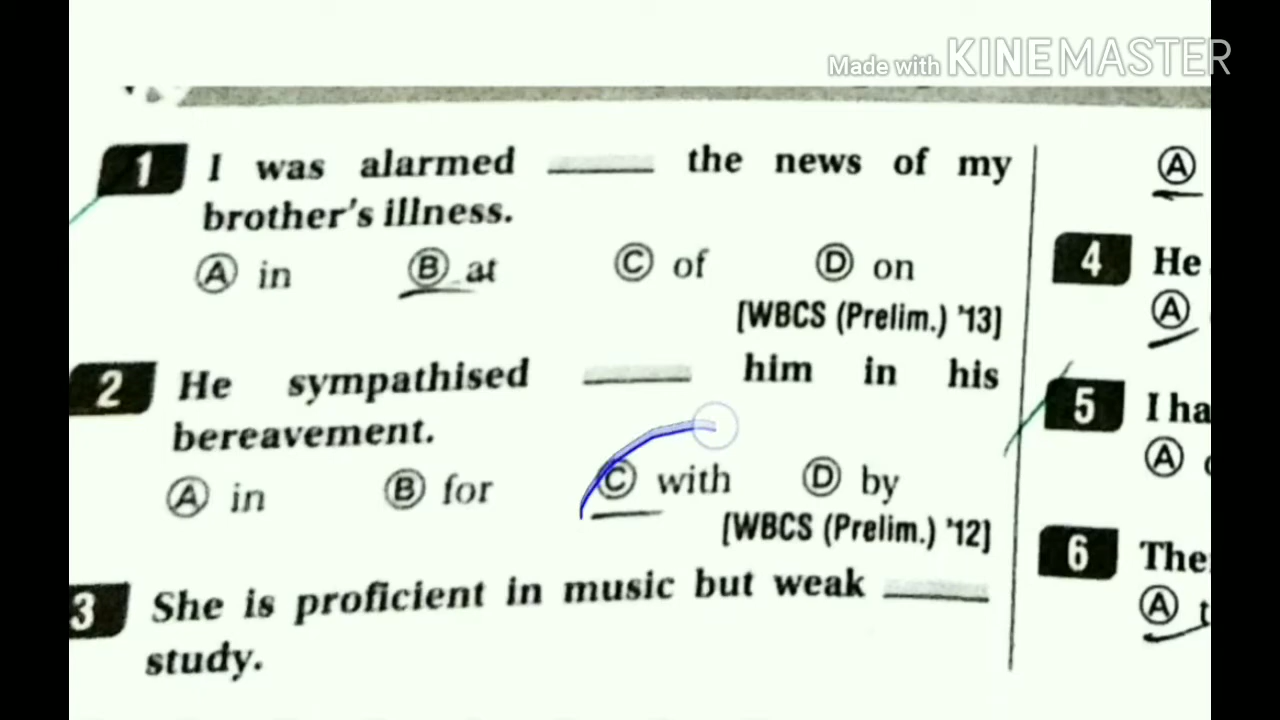 Made with KINEMASTER
1 I was alarmed ____ the news of my
brother's illness.
A in B at C of D on
[WBCS (Prelim.) '13]
2 He sympathised ____ him in his
bereavement.
A in B for C with D by
[WBCS (Prelim.) '12]
3 She is proficient in music but weak ____
study.
A
4 He
A
5 I ha
A
6 The
A t